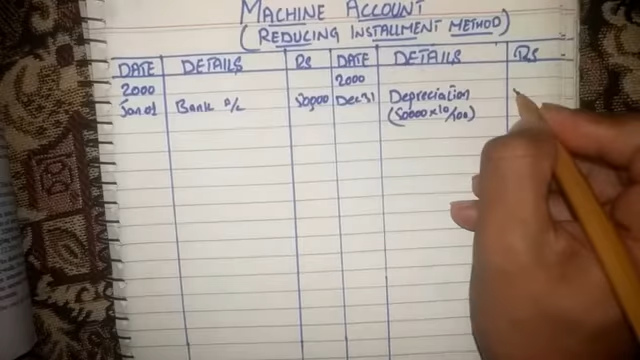 MACHINE ACCOUNT
(REDUCING INSTALLMENT METHOD)
DATE DETAILS RS DATE DETAILS RS
2000 2000
Jan 01 Bank a/c 50000 Dec 31 Depreciation
(50000 x 10/100)